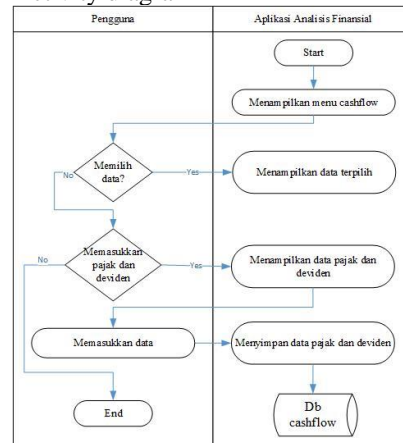 Pengguna
Aplikasi Analisis Finansial
Start
Menampilkan menu cashflow
Memilih
data?
No
Yes
Menampilkan data terpilih
Memasukkan
pajak dan
deviden
No
Yes
Menampilkan data pajak dan
deviden
Memasukkan data
Menyimpan data pajak dan deviden
End
Db
cashflow